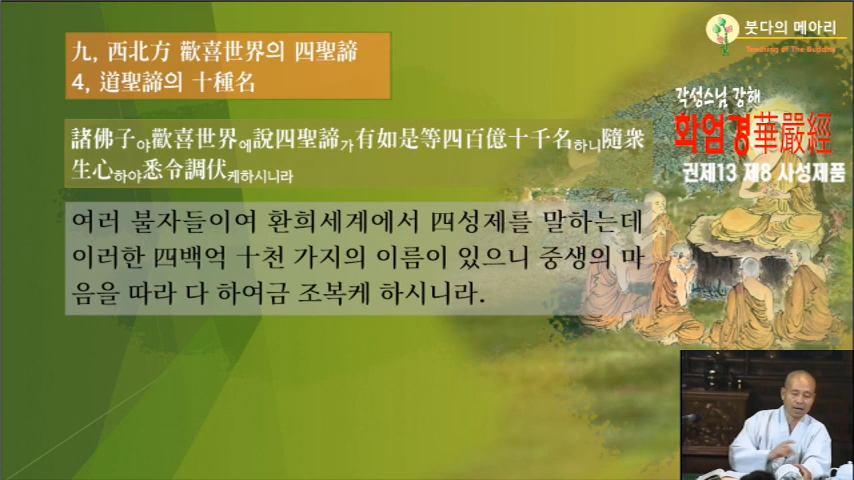 九, 西北方 歡喜世界의 四聖諦
4, 道聖諦의 十種名
諸佛子야歡喜世界에說四聖諦가有如是等四百億十千名하니隨衆
生心하야悉令調伏케하시니라
여러 불자들이여 환희세계에서 四성제를 말하는데
이러한 四백억 十천 가지의 이름이 있으니 중생의 마
음을 따라 다 하여금 조복케 하시니라.
붓다의 메아리
Teaching of The Buddha
각성스님 강해
화엄경華嚴經
권제13 제8 사성제품